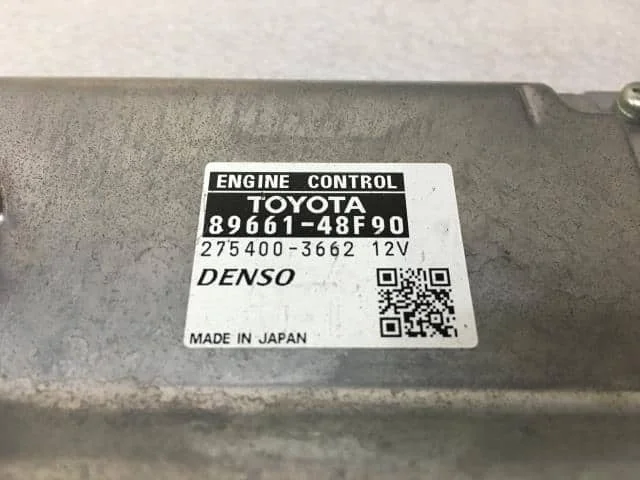 ENGINE CONTROL
TOYOTA
89661-48F90
275400-3662 12V
DENSO
MADE IN JAPAN